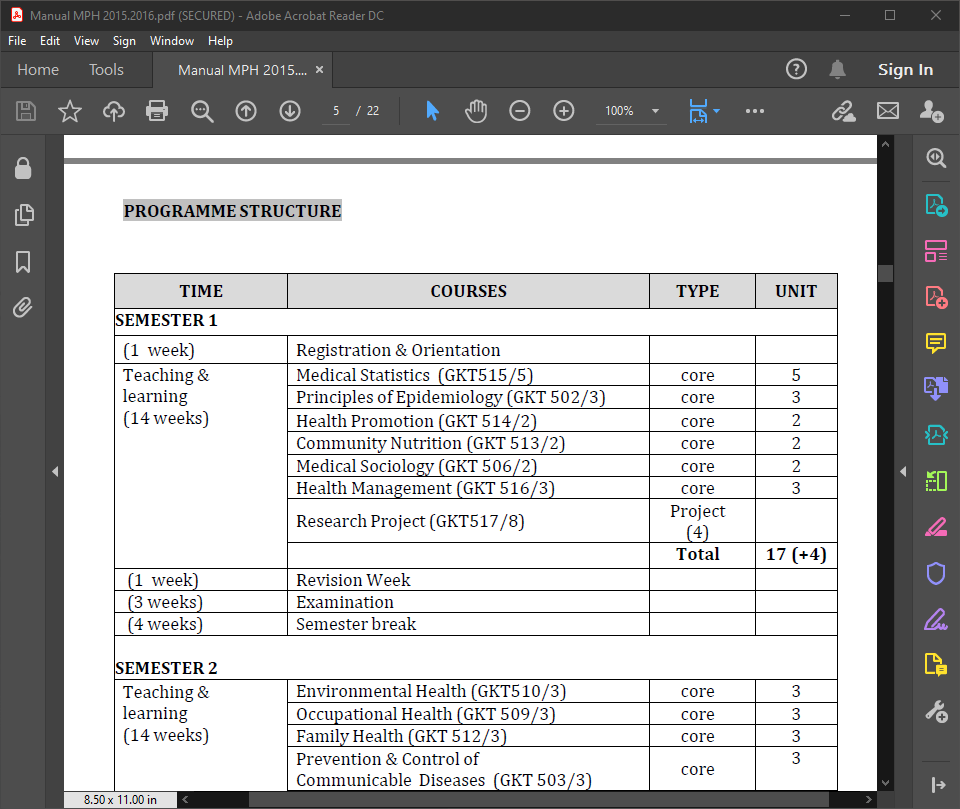 Manual MPH 2015.2016.pdf (SECURED) - Adobe Acrobat Reader DC
File Edit View Sign Window Help
Home Tools Manual MPH 2015.... × Sign In
5 / 22 100%
PROGRAMME STRUCTURE
TIME COURSES TYPE UNIT
SEMESTER 1
(1 week) Registration & Orientation
Teaching & Medical Statistics (GKT515/5) core 5
learning Principles of Epidemiology (GKT 502/3) core 3
(14 weeks) Health Promotion (GKT 514/2) core 2
Community Nutrition (GKT 513/2) core 2
Medical Sociology (GKT 506/2) core 2
Health Management (GKT 516/3) core 3
Research Project (GKT517/8) Project
(4)
Total 17 (+4)
(1 week) Revision Week
(3 weeks) Examination
(4 weeks) Semester break
SEMESTER 2
Teaching & Environmental Health (GKT510/3) core 3
learning Occupational Health (GKT 509/3) core 3
(14 weeks) Family Health (GKT 512/3) core 3
Prevention & Control of core 3
Communicable Diseases (GKT 503/3)
8.50 x 11.00 in